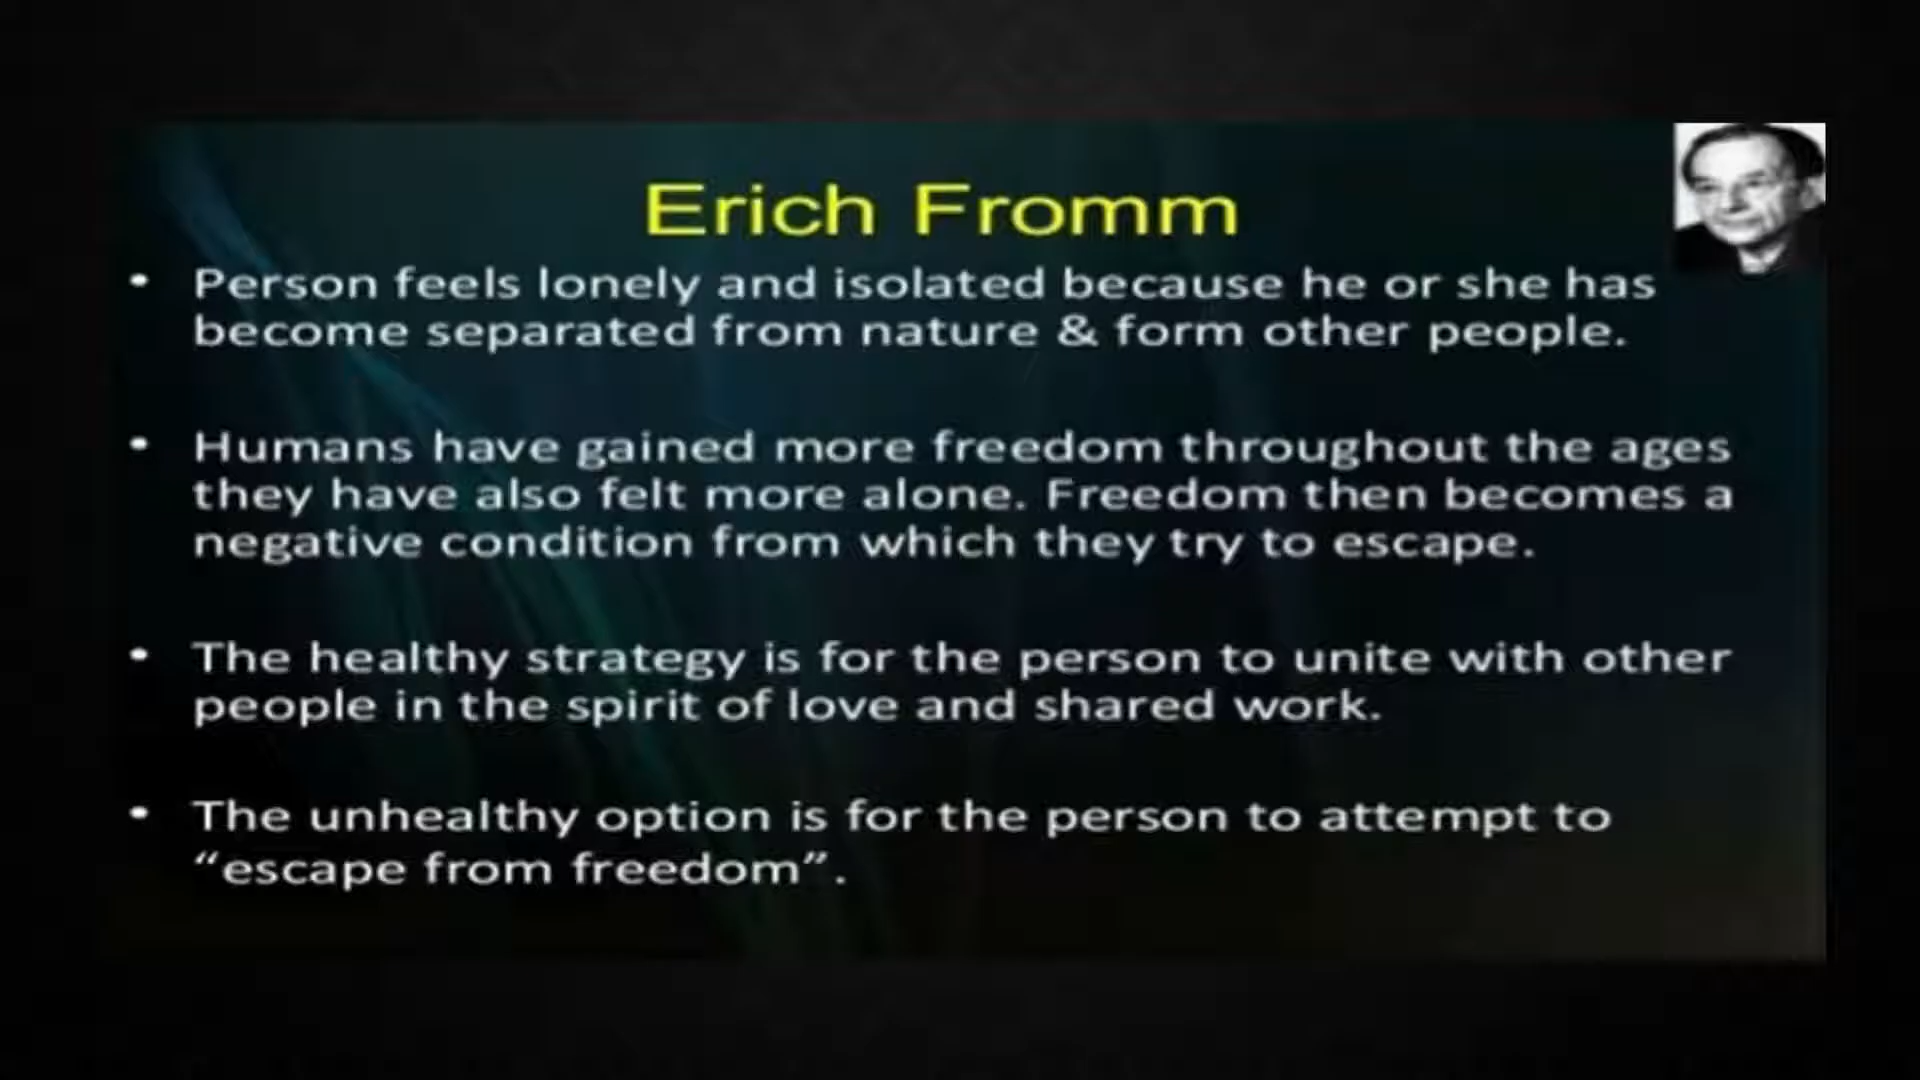 Erich Fromm
• Person feels lonely and isolated because he or she has
become separated from nature & form other people.
• Humans have gained more freedom throughout the ages
they have also felt more alone. Freedom then becomes a
negative condition from which they try to escape.
• The healthy strategy is for the person to unite with other
people in the spirit of love and shared work.
• The unhealthy option is for the person to attempt to
“escape from freedom”.